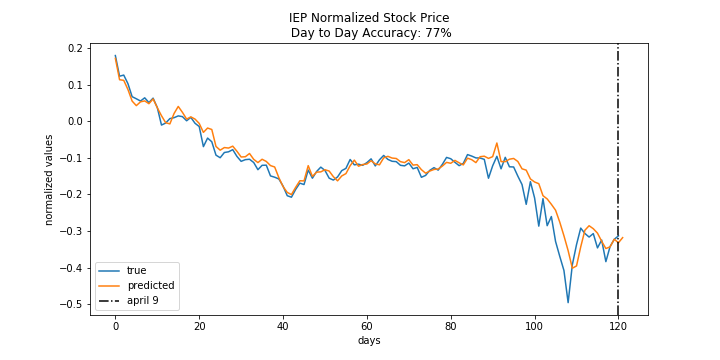 IEP Normalized Stock Price
Day to Day Accuracy: 77%
normalized values
0.2
0.1
0.0
−0.1
−0.2
−0.3
−0.4
−0.5
true
predicted
april 9
0 20 40 60 80 100 120
days